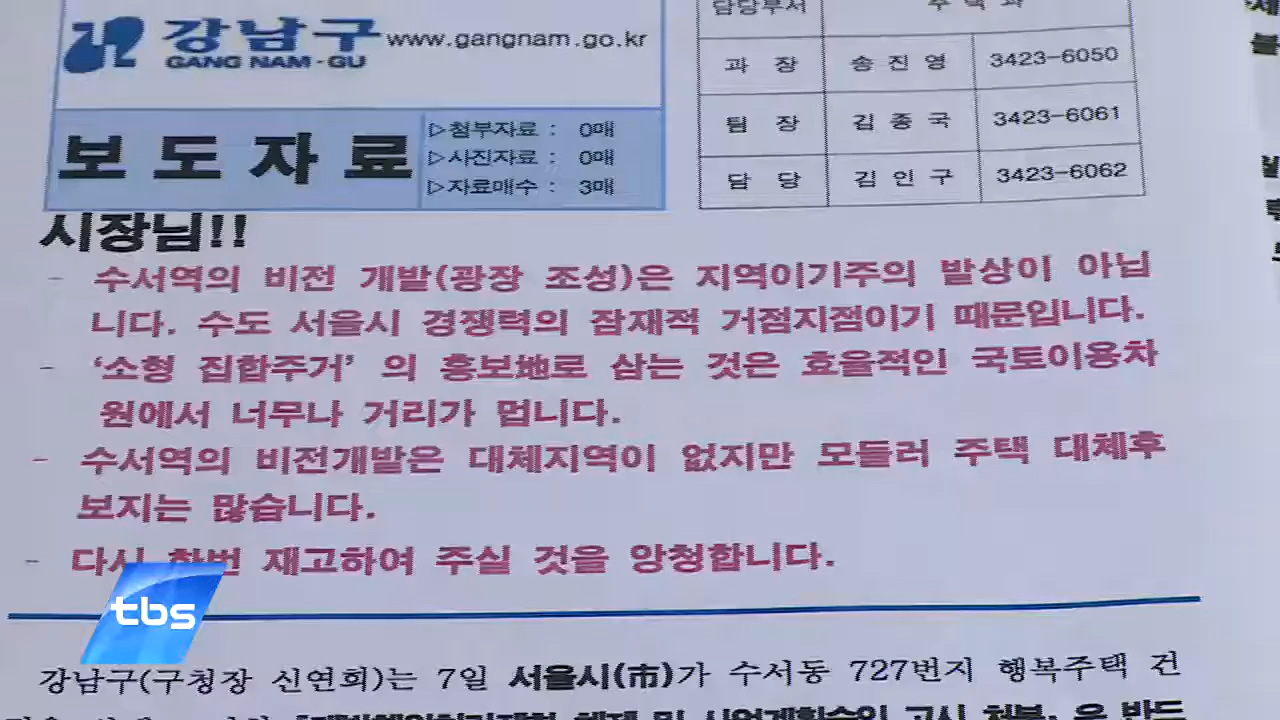 강남구 www.gangnam.go.kr
GANG NAM-GU
보도자료
▷첨부자료 : 0매
▷사진자료 : 0매
▷자료매수 : 3매
담당부서 주 택 과
과 장 송 진 영 3423-6050
팀 장 김 종 국 3423-6061
담 당 김 인 구 3423-6062
시장님!!
- 수서역의 비전 개발(광장 조성)은 지역이기주의 발상이 아닙
니다. 수도 서울시 경쟁력의 잠재적 거점지점이기 때문입니다.
- '소형 집합주거' 의 홍보地로 삼는 것은 효율적인 국토이용차
원에서 너무나 거리가 멉니다.
- 수서역의 비전개발은 대체지역이 없지만 모듈러 주택 대체후
보지는 많습니다.
- 다시 한번 재고하여 주실 것을 앙청합니다.
tbs
강남구(구청장 신연희)는 7일 서울시(市)가 수서동 727번지 행복주택 건